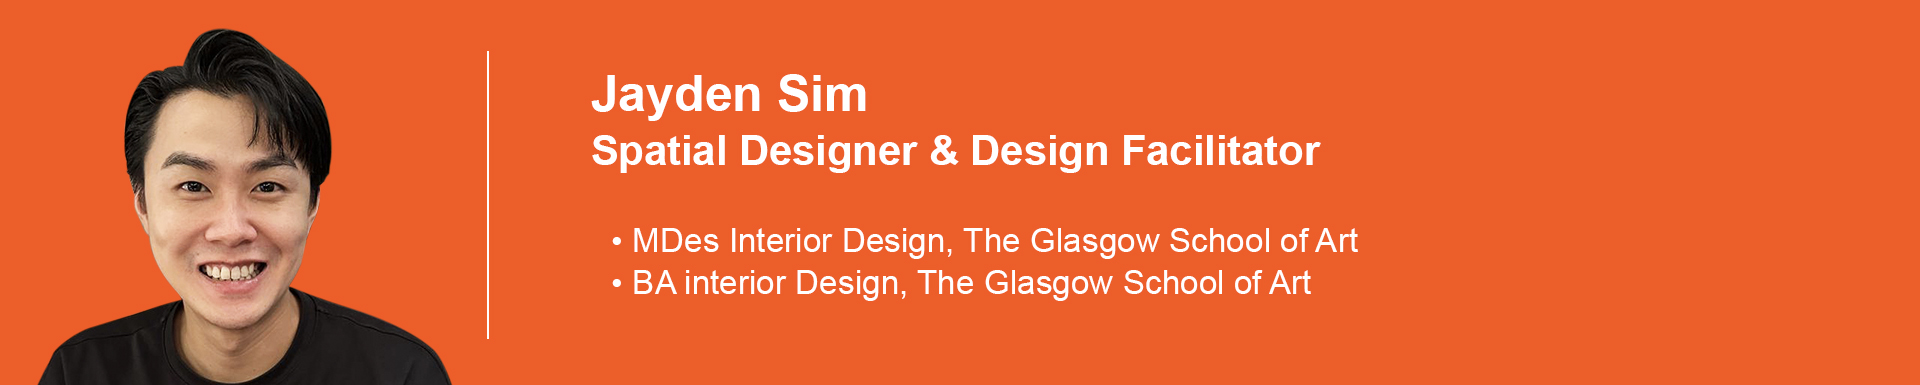 Jayden Sim
Spatial Designer & Design Facilitator
• MDes Interior Design, The Glasgow School of Art
• BA interior Design, The Glasgow School of Art